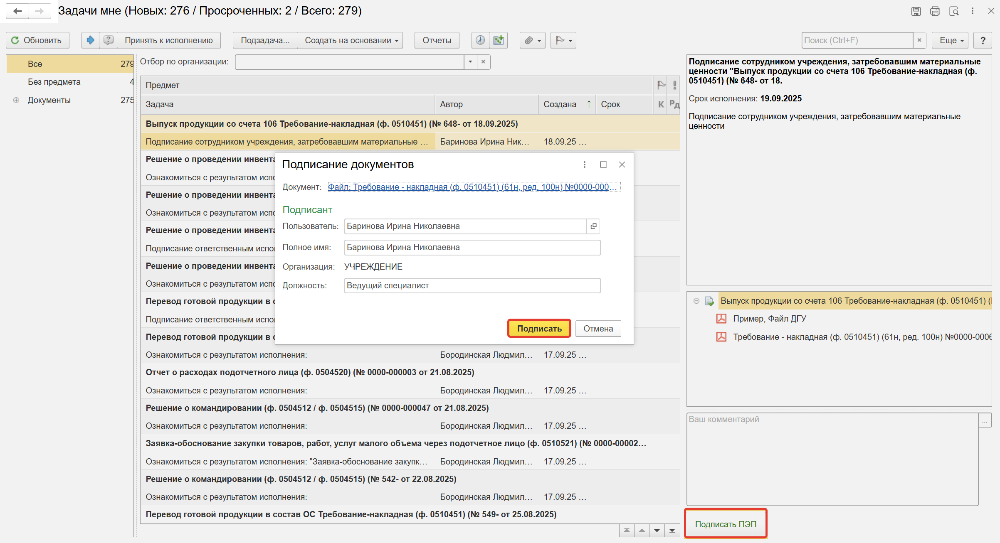 Задачи мне (Новых: 276 / Просроченных: 2 / Всего: 279)
Обновить
Принять к исполнению
Подзадача...
Создать на основании
Отчеты
Поиск (Ctrl+F)
×
Еще
?
Все 279
Без предмета 4
Документы 275
Отбор по организации:
×
Предмет
Задача Автор Создана ↑ Срок К Рд
Выпуск продукции со счета 106 Требование-накладная (ф. 0510451) (№ 648- от 18.09.2025)
Подписание сотрудником учреждения, затребовавшим материальные ... Баринова Ирина Ник... 18.09.25 ...
Решение о проведении инвента
Ознакомиться с результатом испо
Решение о проведении инвента
Ознакомиться с результатом испо
Решение о проведении инвента
Подписание ответственным испол
Решение о проведении инвента
Ознакомиться с результатом испо
Перевод готовой продукции в с
Подписание ответственным испол
Перевод готовой продукции в с
Ознакомиться с результатом исполнения: Бородинская Людмил... 17.09.25 ...
Отчет о расходах подотчетного лица (ф. 0504520) (№ 0000-000003 от 21.08.2025)
Ознакомиться с результатом исполнения: Бородинская Людмил... 17.09.25 ...
Решение о командировании (ф. 0504512 / ф. 0504515) (№ 0000-000047 от 21.08.2025)
Ознакомиться с результатом исполнения: Бородинская Людмил... 17.09.25 ...
Заявка-обоснование закупки товаров, работ, услуг малого объема через подотчетное лицо (ф. 0510521) (№ 0000-00002...
Ознакомиться с результатом исполнения: "Заявка-обоснование закупк... Бородинская Людмил... 17.09.25 ...
Решение о командировании (ф. 0504512 / ф. 0504515) (№ 542- от 22.08.2025)
Ознакомиться с результатом исполнения: Бородинская Людмил... 17.09.25 ...
Перевод готовой продукции в состав ОС Требование-накладная (ф. 0510451) (№ 549- от 25.08.2025)
Подписание документов
Документ: Файл: Требование - накладная (ф. 0510451) (61н, ред. 100н) №0000-000...
Подписант
Пользователь: Баринова Ирина Николаевна
Полное имя: Баринова Ирина Николаевна
Организация: УЧРЕЖДЕНИЕ
Должность: Ведущий специалист
Подписать
Отмена
Подписание сотрудником учреждения, затребовавшим материальные
ценности "Выпуск продукции со счета 106 Требование-накладная (ф.
0510451) (№ 648- от 18.
Срок исполнения: 19.09.2025
Подписание сотрудником учреждения, затребовавшим материальные
ценности
Выпуск продукции со счета 106 Требование-накладная (ф. 0510451) (
Пример, Файл ДГУ
Требование - накладная (ф. 0510451) (61н, ред. 100н) №0000-0006
Ваш комментарий
...
Подписать ПЭП